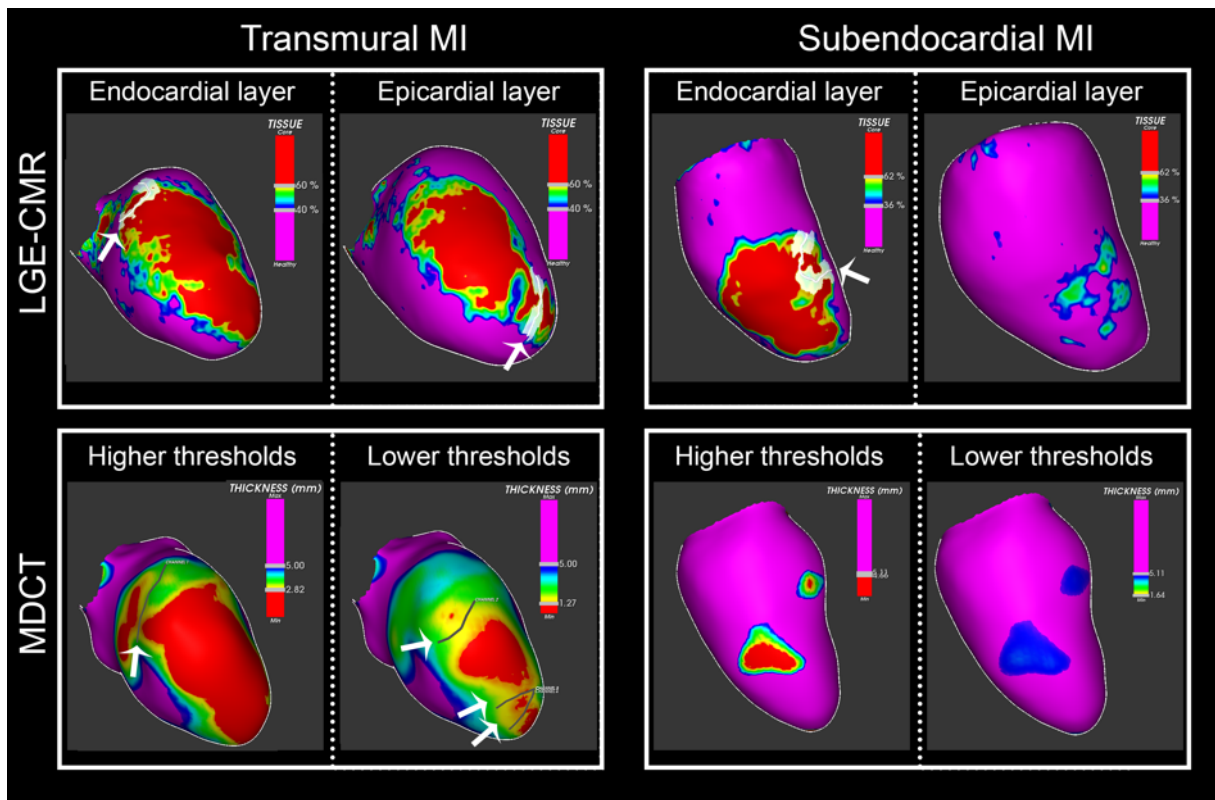 Transmural MI
Subendocardial MI
LGE-CMR
Endocardial layer
Epicardial layer
Endocardial layer
Epicardial layer
TISSUE
Core
60 %
40 %
Healthy
TISSUE
Core
60 %
40 %
Healthy
TISSUE
Core
62 %
36 %
Healthy
TISSUE
Core
62 %
36 %
Healthy
MDCT
Higher thresholds
Lower thresholds
Higher thresholds
Lower thresholds
THICKNESS (mm)
Max
5.00
2.82
Min
CHANNEL 1
THICKNESS (mm)
Max
5.00
1.27
Min
THICKNESS (mm)
Max
Min
THICKNESS (mm)
Max
5.11
1.64
Min